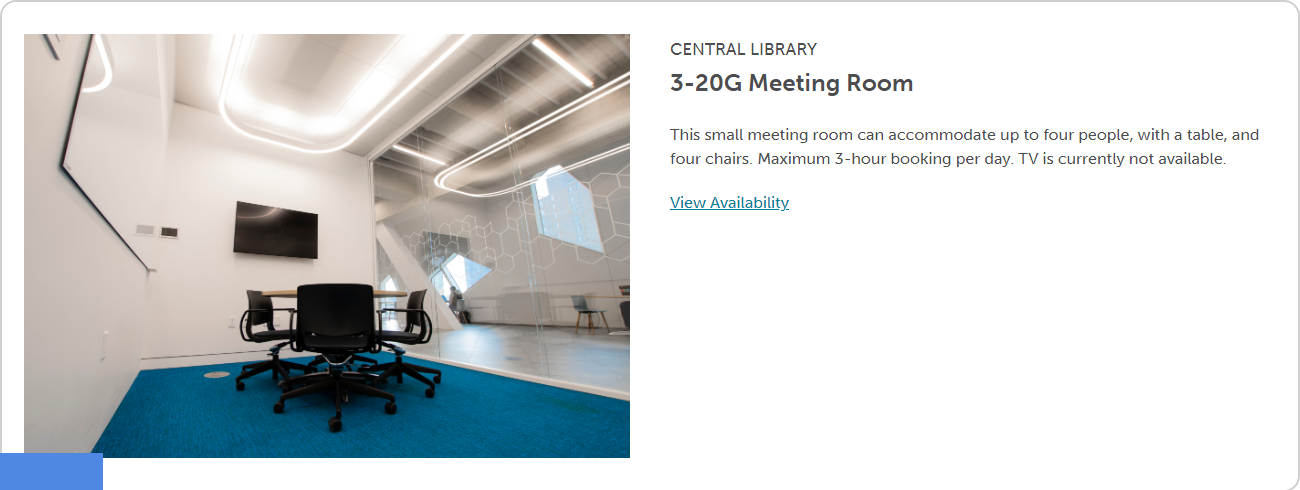 CENTRAL LIBRARY
3-20G Meeting Room
This small meeting room can accommodate up to four people, with a table, and
four chairs. Maximum 3-hour booking per day. TV is currently not available.
View Availability